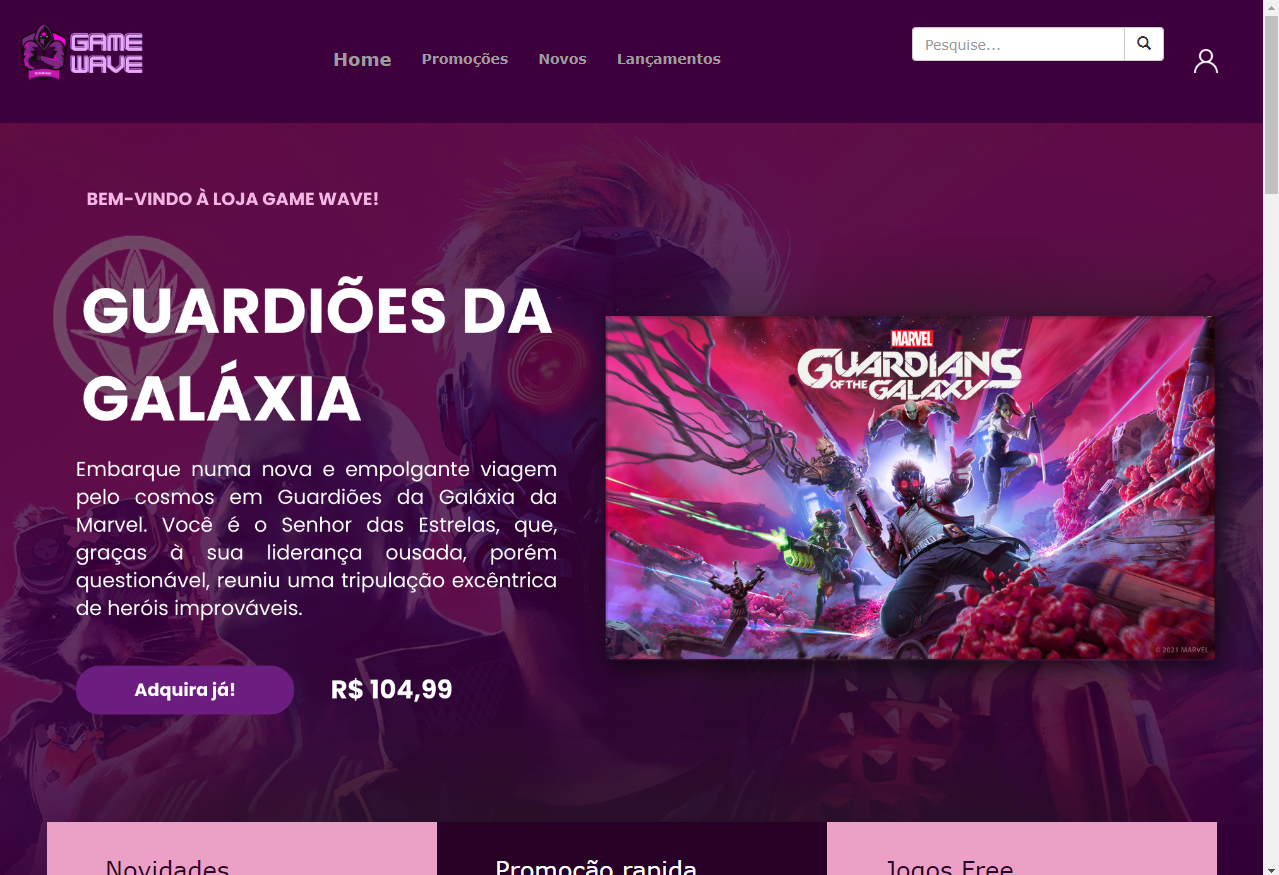 GAME
WAVE
Home Promoções Novos Lançamentos
Pesquise...
BEM-VINDO À LOJA GAME WAVE!
GUARDIÕES DA
GALÁXIA
Embarque numa nova e empolgante viagem
pelo cosmos em Guardiões da Galáxia da
Marvel. Você é o Senhor das Estrelas, que,
graças à sua liderança ousada, porém
questionável, reuniu uma tripulação excêntrica
de heróis improváveis.
Adquira já! R$ 104,99
MARVEL
GUARDIANS
OF THE GALAXY
© 2021 MARVEL
Novidades Promoção rapida Jogos Free